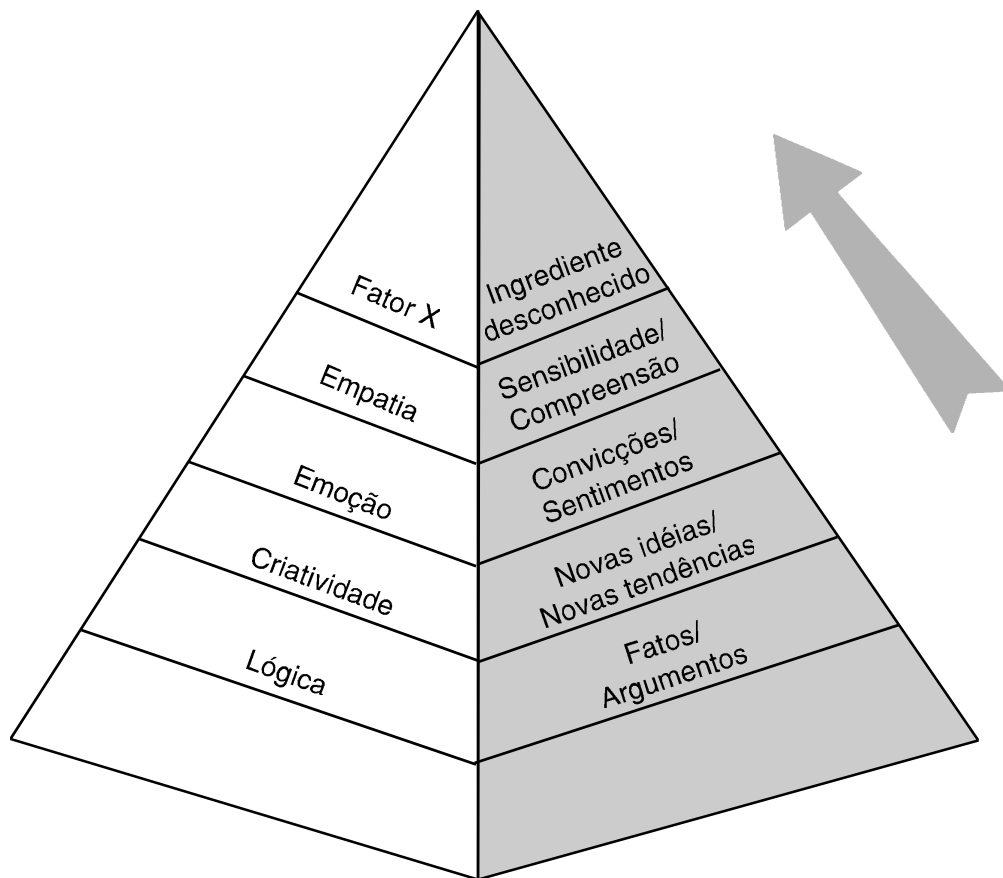 Fator X
Ingrediente
desconhecido
Empatia
Sensibilidade/
Compreensão
Emoção
Convicções/
Sentimentos
Criatividade
Novas idéias/
Novas tendências
Lógica
Fatos/
Argumentos